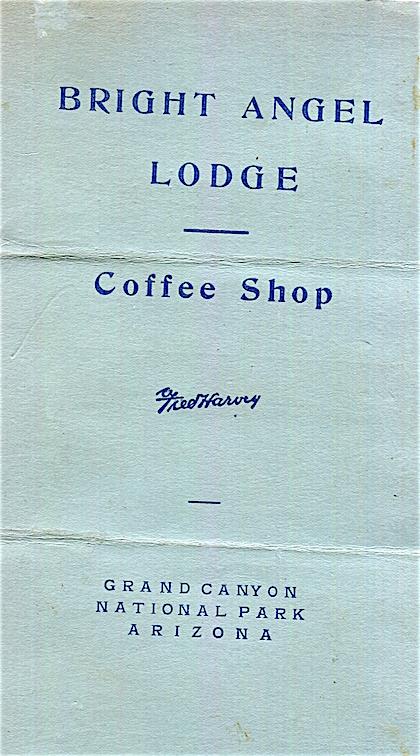 BRIGHT ANGEL
LODGE
Coffee Shop
Fred Harvey
GRAND CANYON
NATIONAL PARK
ARIZONA